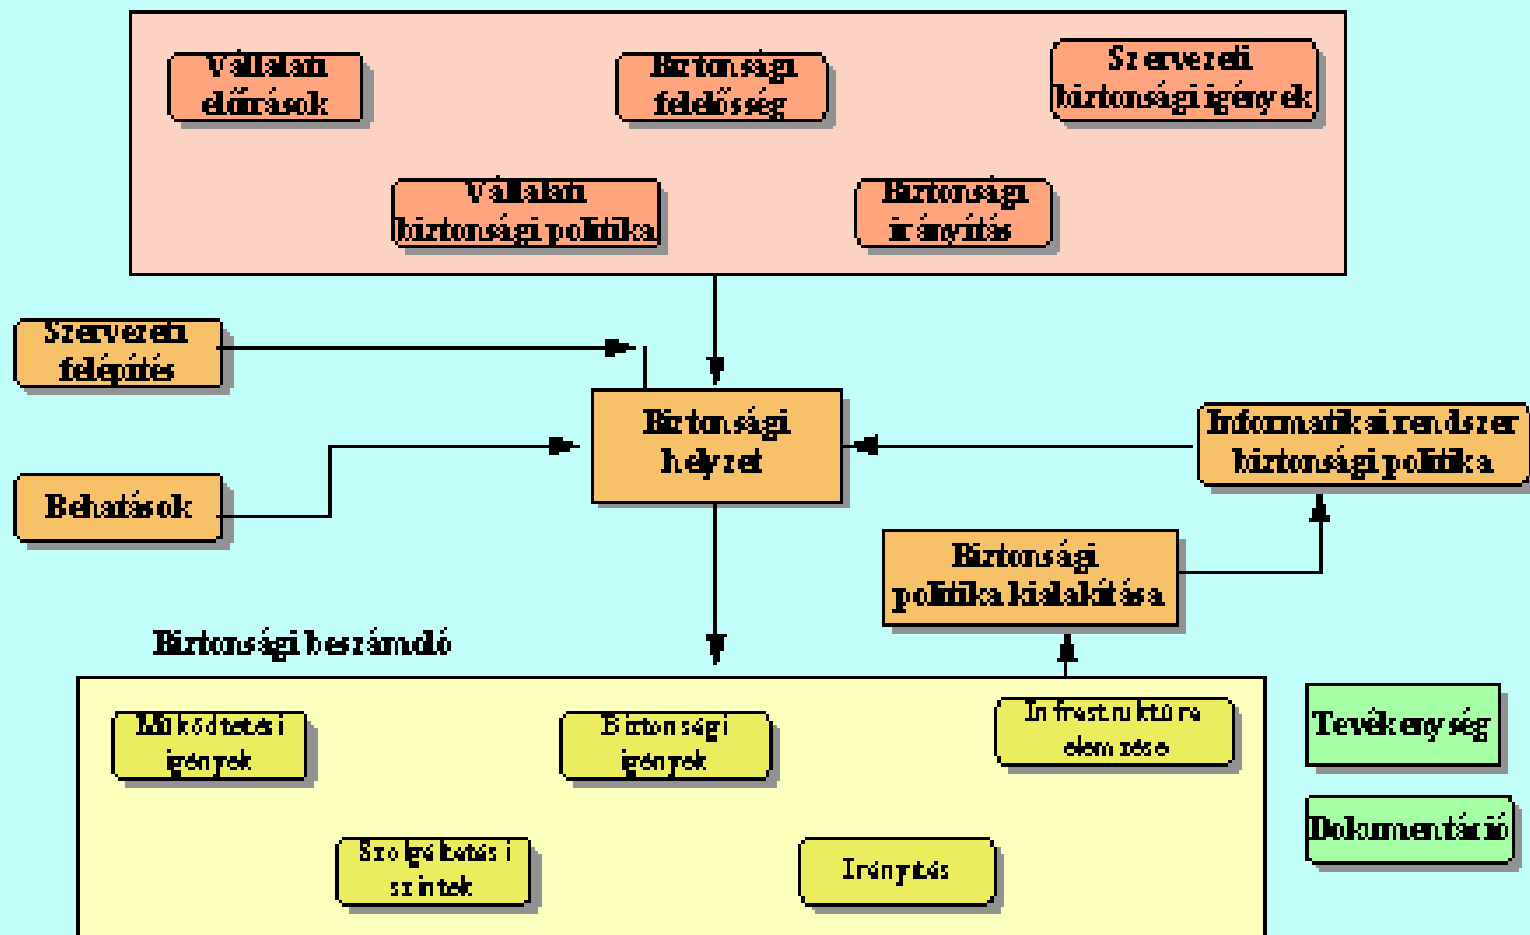 Vállalati
előírások
Biztonsági
felelősség
Szervezeti
biztonsági igények
Vállalati
biztonsági politika
Biztonsági
irányítás
Szervezeti
felépítés
Biztonsági
helyzet
Informatikai rendszer
biztonsági politika
Behatások
Biztonsági
politika kialakítása
Biztonsági beszámoló
Működtetési
igények
Biztonsági
igények
Infrastruktúra
elemzése
Tevékenység
Szolgáltatási
szintek
Irányítás
Dokumentáció